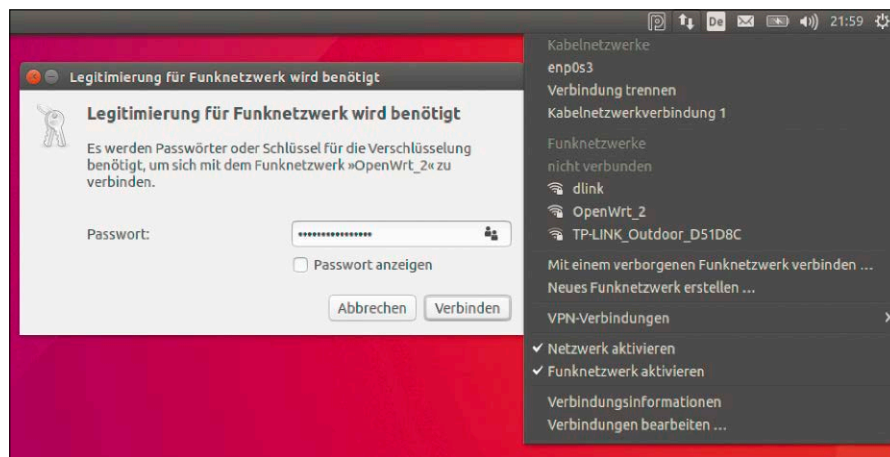 De 21:59
Legitimierung für Funknetzwerk wird benötigt
Legitimierung für Funknetzwerk wird benötigt
Es werden Passwörter oder Schlüssel für die Verschlüsselung
benötigt, um sich mit dem Funknetzwerk »OpenWrt_2« zu
verbinden.
Passwort:
••••••••••••••••
Passwort anzeigen
Abbrechen Verbinden
Kabelnetzwerke
enp0s3
Verbindung trennen
Kabelnetzwerkverbindung 1
Funknetzwerke
nicht verbunden
dlink
OpenWrt_2
TP-LINK_Outdoor_D51D8C
Mit einem verborgenen Funknetzwerk verbinden ...
Neues Funknetzwerk erstellen ...
VPN-Verbindungen
Netzwerk aktivieren
Funknetzwerk aktivieren
Verbindungsinformationen
Verbindungen bearbeiten ...